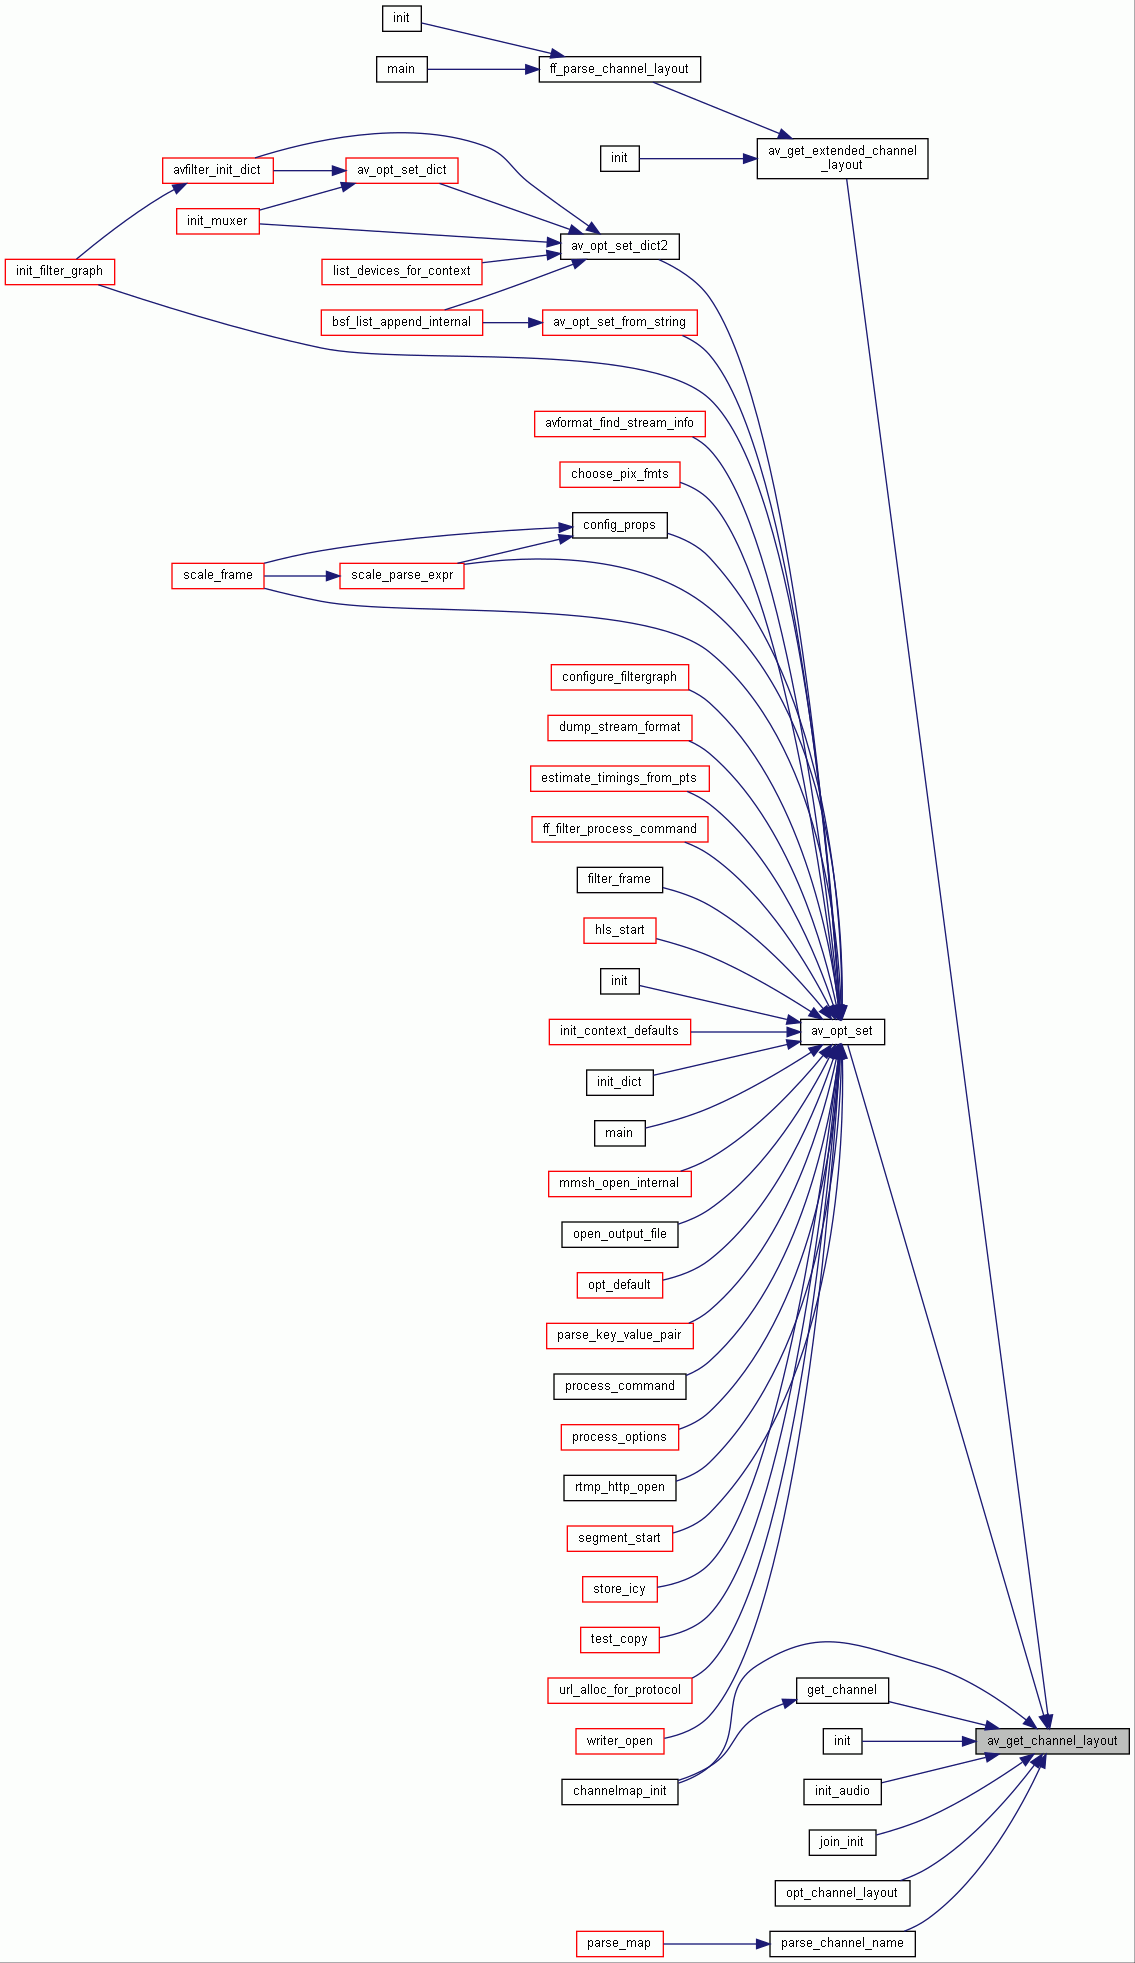 init
main
ff_parse_channel_layout
init
av_get_extended_channel
_layout
avfilter_init_dict
av_opt_set_dict
init_muxer
av_opt_set_dict2
init_filter_graph
list_devices_for_context
bsf_list_append_internal
av_opt_set_from_string
avformat_find_stream_info
choose_pix_fmts
config_props
scale_frame
scale_parse_expr
configure_filtergraph
dump_stream_format
estimate_timings_from_pts
ff_filter_process_command
filter_frame
hls_start
init
init_context_defaults
av_opt_set
init_dict
main
mmsh_open_internal
open_output_file
opt_default
parse_key_value_pair
process_command
process_options
rtmp_http_open
segment_start
store_icy
test_copy
url_alloc_for_protocol
get_channel
writer_open
init
av_get_channel_layout
channelmap_init
init_audio
join_init
opt_channel_layout
parse_map
parse_channel_name